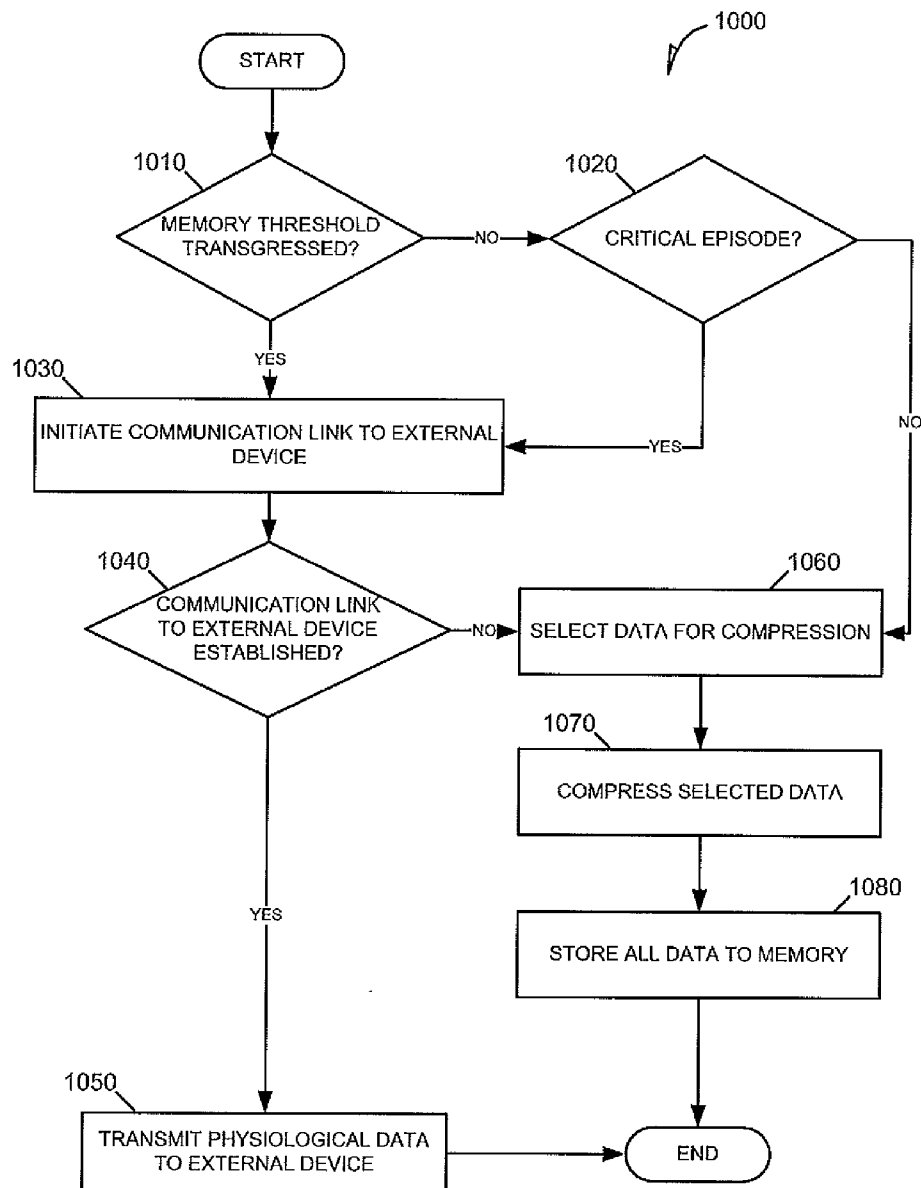 1000
START
1010
MEMORY THRESHOLD
TRANSGRESSED?
NO
1020
CRITICAL EPISODE?
YES
1030
INITIATE COMMUNICATION LINK TO EXTERNAL
DEVICE
YES
NO
1040
COMMUNICATION LINK
TO EXTERNAL DEVICE
ESTABLISHED?
NO
1060
SELECT DATA FOR COMPRESSION
1070
COMPRESS SELECTED DATA
YES
1080
STORE ALL DATA TO MEMORY
1050
TRANSMIT PHYSIOLOGICAL DATA
TO EXTERNAL DEVICE
END